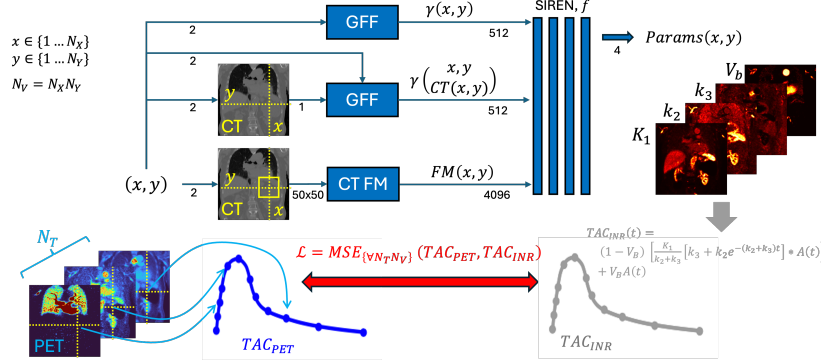 SIREN, f
x ∈ {1 … N_X}
y ∈ {1 … N_Y}
N_V = N_X N_Y
2
GFF
γ(x, y)
512
4
Params(x, y)
2
y
x
CT
2
1
GFF
γ(x, y
CT(x, y))
512
V_b
k_3
k_2
K_1
(x, y)
2
y
x
CT
50x50
CT FM
FM(x, y)
4096
N_T
PET
TAC_PET
ℒ = MSE_{∀N_T N_V} (TAC_PET, TAC_INR)
TAC_INR(t) =
(1 − V_B) [K_1/(k_2+k_3) [k_3 + k_2 e^{−(k_2+k_3)t}] ∗ A(t)
+ V_B A(t)
TAC_INR